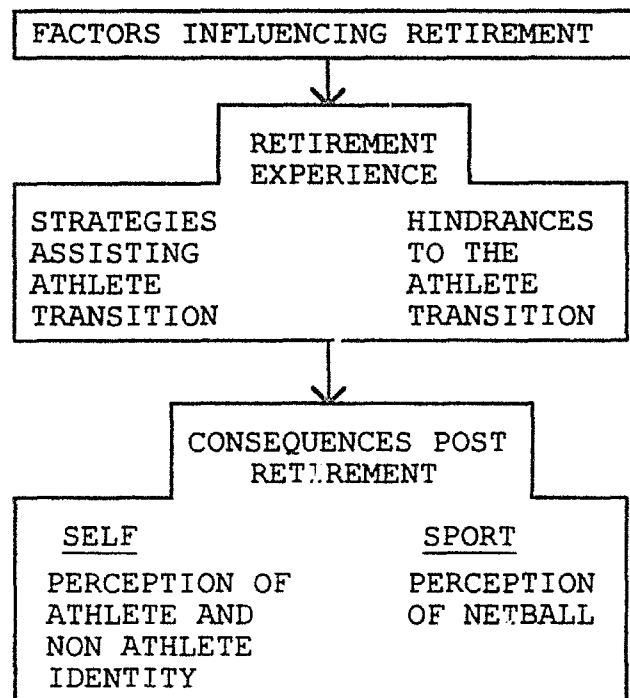 FACTORS INFLUENCING RETIREMENT
RETIREMENT
EXPERIENCE
STRATEGIES
ASSISTING
ATHLETE
TRANSITION
HINDRANCES
TO THE
ATHLETE
TRANSITION
CONSEQUENCES POST
RETIREMENT
SELF
PERCEPTION OF
ATHLETE AND
NON ATHLETE
IDENTITY
SPORT
PERCEPTION
OF NETBALL